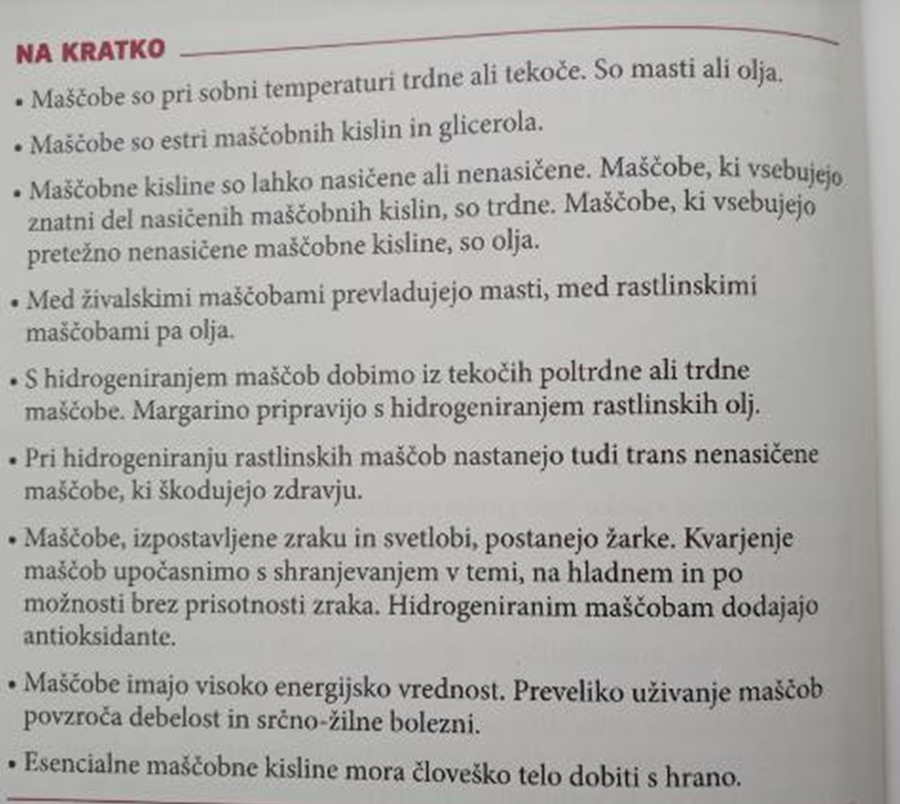 NA KRATKO
• Maščobe so pri sobni temperaturi trdne ali tekoče. So masti ali olja.
• Maščobe so estri maščobnih kislin in glicerola.
• Maščobne kisline so lahko nasičene ali nenasičene. Maščobe, ki vsebujejo
znatni del nasičenih maščobnih kislin, so trdne. Maščobe, ki vsebujejo
pretežno nenasičene maščobne kisline, so olja.
• Med živalskimi maščobami prevladujejo masti, med rastlinskimi
maščobami pa olja.
• S hidrogeniranjem maščob dobimo iz tekočih poltrdne ali trdne
maščobe. Margarino pripravijo s hidrogeniranjem rastlinskih olj.
• Pri hidrogeniranju rastlinskih maščob nastanejo tudi trans nenasičene
maščobe, ki škodujejo zdravju.
• Maščobe, izpostavljene zraku in svetlobi, postanejo žarke. Kvarjenje
maščob upočasnimo s shranjevanjem v temi, na hladnem in po
možnosti brez prisotnosti zraka. Hidrogeniranim maščobam dodajajo
antioksidante.
• Maščobe imajo visoko energijsko vrednost. Preveliko uživanje maščob
povzroča debelost in srčno-žilne bolezni.
• Esencialne maščobne kisline mora človeško telo dobiti s hrano.